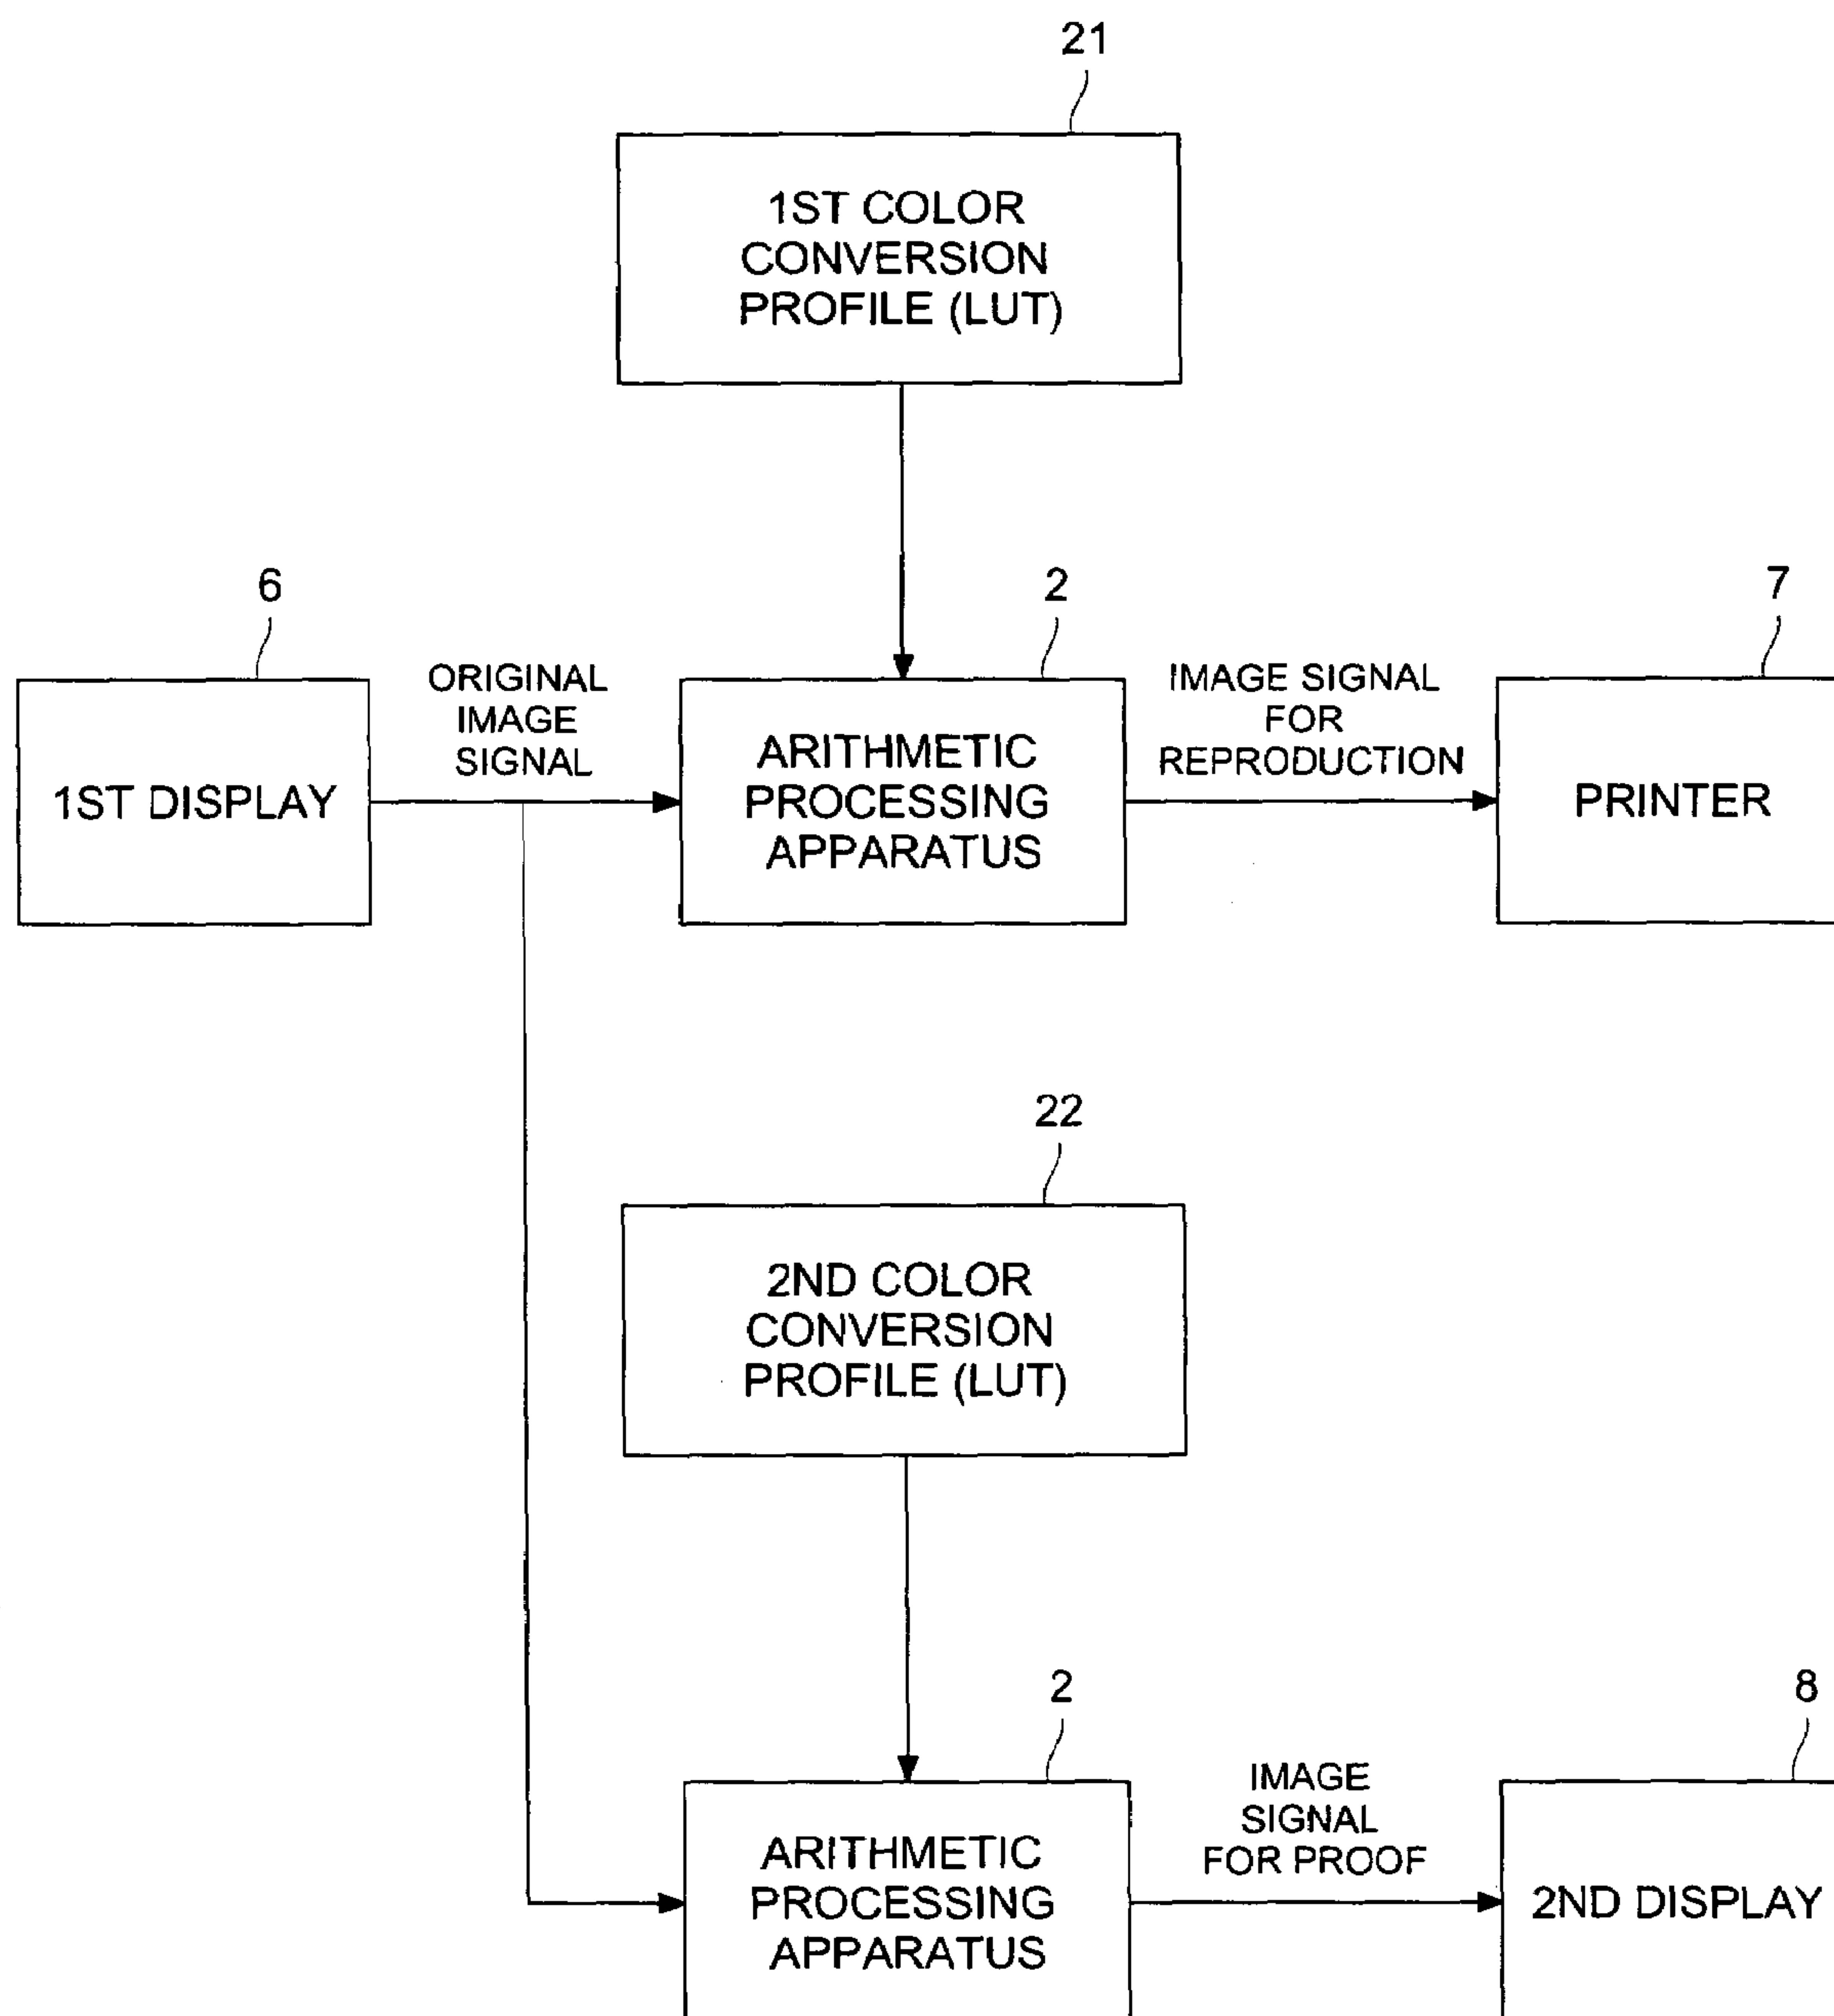 21
1ST COLOR
CONVERSION
PROFILE (LUT)
6
2
7
ORIGINAL
IMAGE
SIGNAL
IMAGE SIGNAL
FOR
REPRODUCTION
1ST DISPLAY
ARITHMETIC
PROCESSING
APPARATUS
PRINTER
22
2ND COLOR
CONVERSION
PROFILE (LUT)
2
8
IMAGE
SIGNAL
FOR PROOF
ARITHMETIC
PROCESSING
APPARATUS
2ND DISPLAY